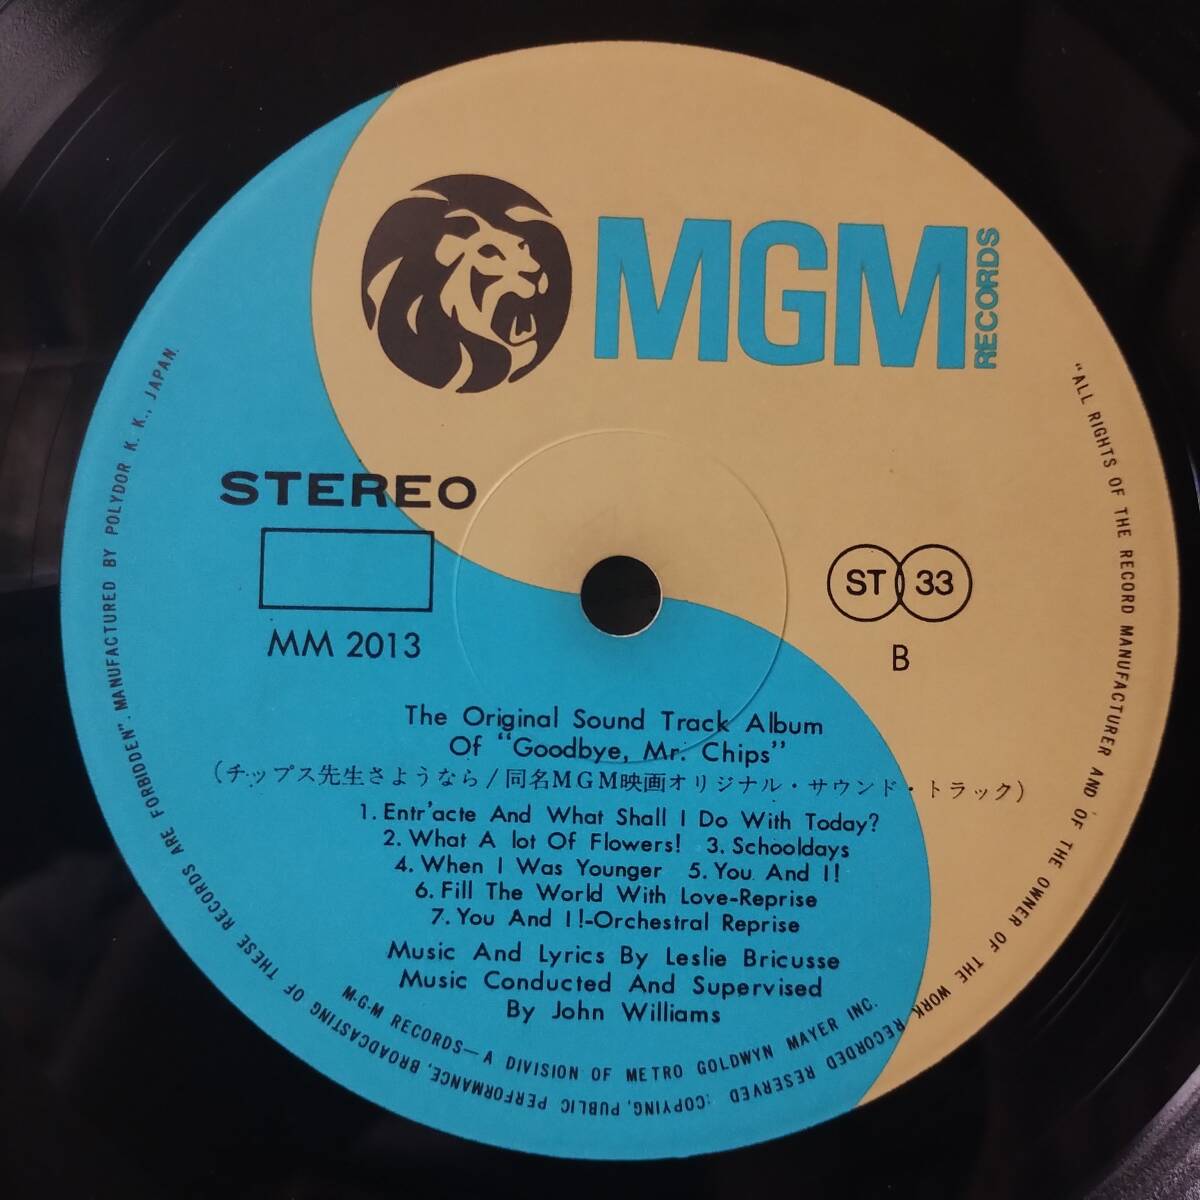 MGM
RECORDS
STEREO
MM 2013
ST 33
B
The Original Sound Track Album
Of "Goodbye, Mr. Chips"
(チップス先生さようなら/同名MGM映画オリジナル・サウンド・トラック)
1. Entr'acte And What Shall I Do With Today?
2. What A lot Of Flowers! 3. Schooldays
4. When I Was Younger 5. You And I!
6. Fill The World With Love-Reprise
7. You And I!-Orchestral Reprise
Music And Lyrics By Leslie Bricusse
Music Conducted And Supervised
By John Williams
M-G-M RECORDS—A DIVISION OF METRO GOLDWYN MAYER INC.
"ALL RIGHTS OF THE RECORD MANUFACTURER AND OF THE OWNER OF THE WORK RECORDED RESERVED :COPYING, PUBLIC PERFORMANCE, BROADCASTING OF THESE RECORDS ARE FORBIDDEN". MANUFACTURED BY POLYDOR K. K., JAPAN.